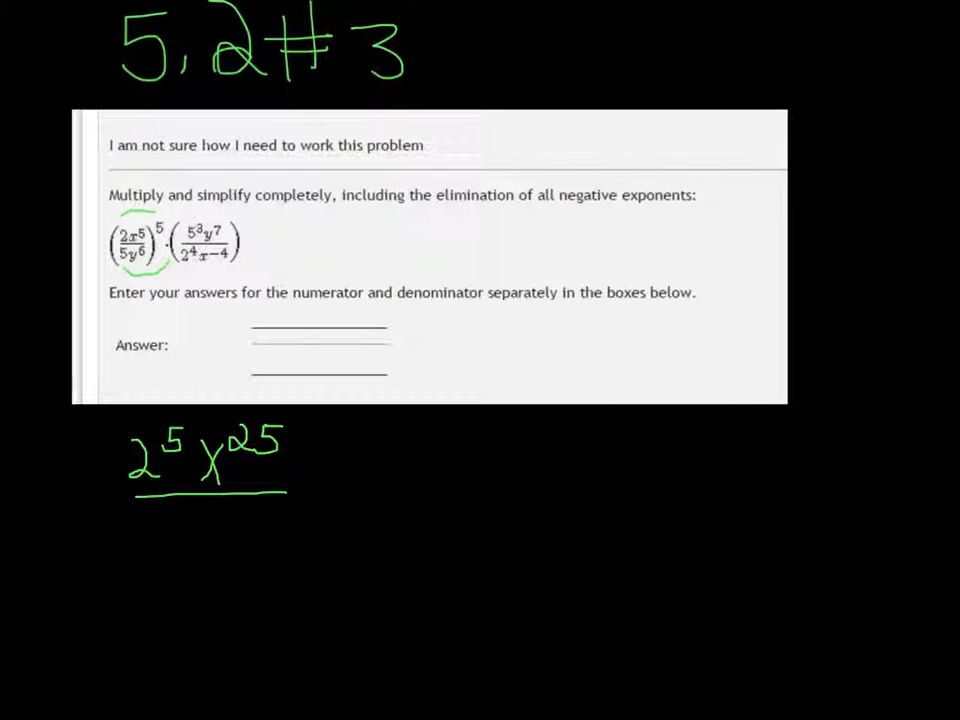 5.2 # 3
I am not sure how I need to work this problem
Multiply and simplify completely, including the elimination of all negative exponents:
(2x^5/5y^6)^5 · (5^3y^7/2^4x^-4)
Enter your answers for the numerator and denominator separately in the boxes below.
Answer:
2^5 x^25